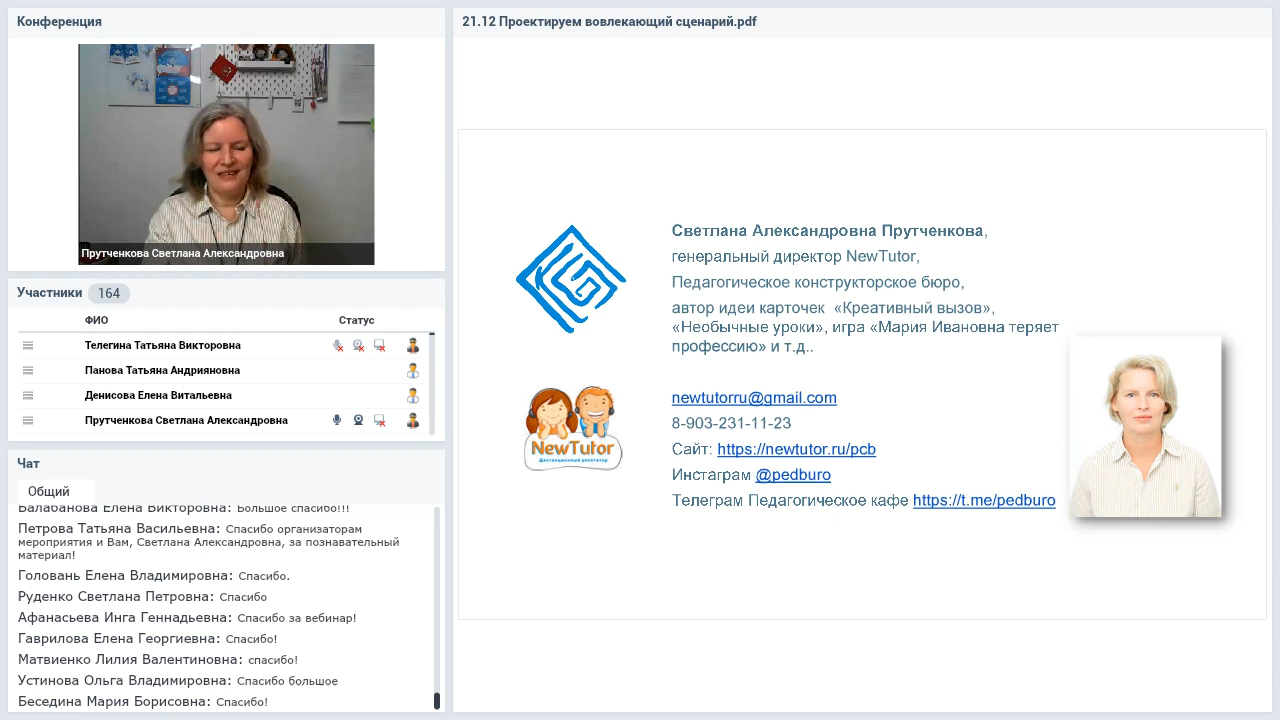 Конференция
Прутченкова Светлана Александровна
Участники 164
ФИО Статус
Телегина Татьяна Викторовна
Панова Татьяна Андрияновна
Денисова Елена Витальевна
Прутченкова Светлана Александровна
Чат
Общий
Балабанова Елена Викторовна: Большое спасибо!!!
Петрова Татьяна Васильевна: Спасибо организаторам
мероприятия и Вам, Светлана Александровна, за познавательный
материал!
Головань Елена Владимировна: Спасибо.
Руденко Светлана Петровна: Спасибо
Афанасьева Инга Геннадьевна: Спасибо за вебинар!
Гаврилова Елена Георгиевна: Спасибо!
Матвиенко Лилия Валентиновна: спасибо!
Устинова Ольга Владимировна: Спасибо большое
Беседина Мария Борисовна: Спасибо!
21.12 Проектируем вовлекающий сценарий.pdf
Светлана Александровна Прутченкова,
генеральный директор NewTutor,
Педагогическое конструкторское бюро,
автор идеи карточек «Креативный вызов»,
«Необычные уроки», игра «Мария Ивановна теряет
профессию» и т.д..
NewTutor
Дистанционный репетитор
newtutorru@gmail.com
8-903-231-11-23
Сайт: https://newtutor.ru/pcb
Инстаграм @pedburo
Телеграм Педагогическое кафе https://t.me/pedburo